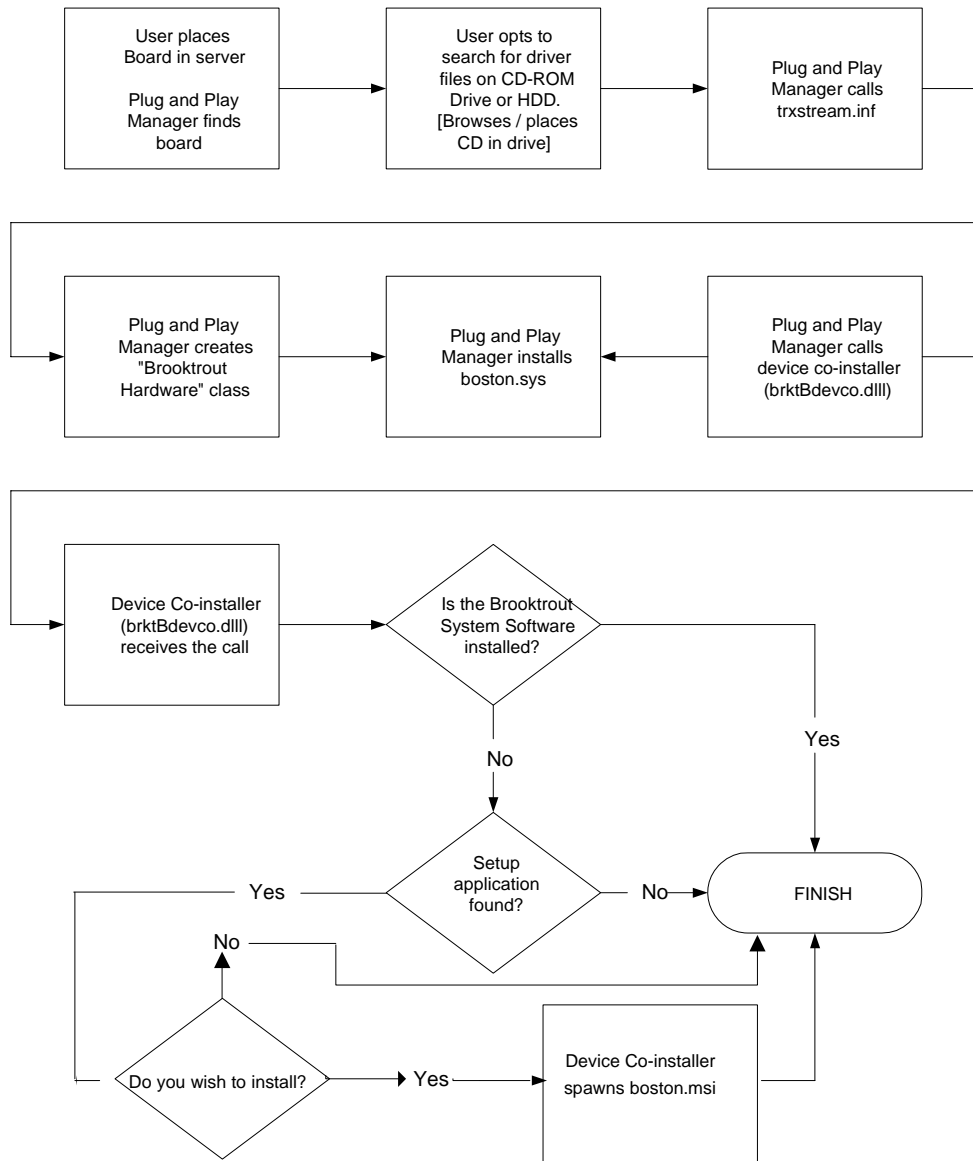 User places
Board in server
Plug and Play
Manager finds
board
User opts to
search for driver
files on CD-ROM
Drive or HDD.
[Browses / places
CD in drive]
Plug and Play
Manager calls
trxstream.inf
Plug and Play
Manager creates
"Brooktrout
Hardware" class
Plug and Play
Manager installs
boston.sys
Plug and Play
Manager calls
device co-installer
(brktBdevco.dlll)
Device Co-installer
(brktBdevco.dlll)
receives the call
Is the Brooktrout
System Software
installed?
Yes
No
Setup
application
found?
Yes
No
FINISH
No
Do you wish to install?
Yes
Device Co-installer
spawns boston.msi